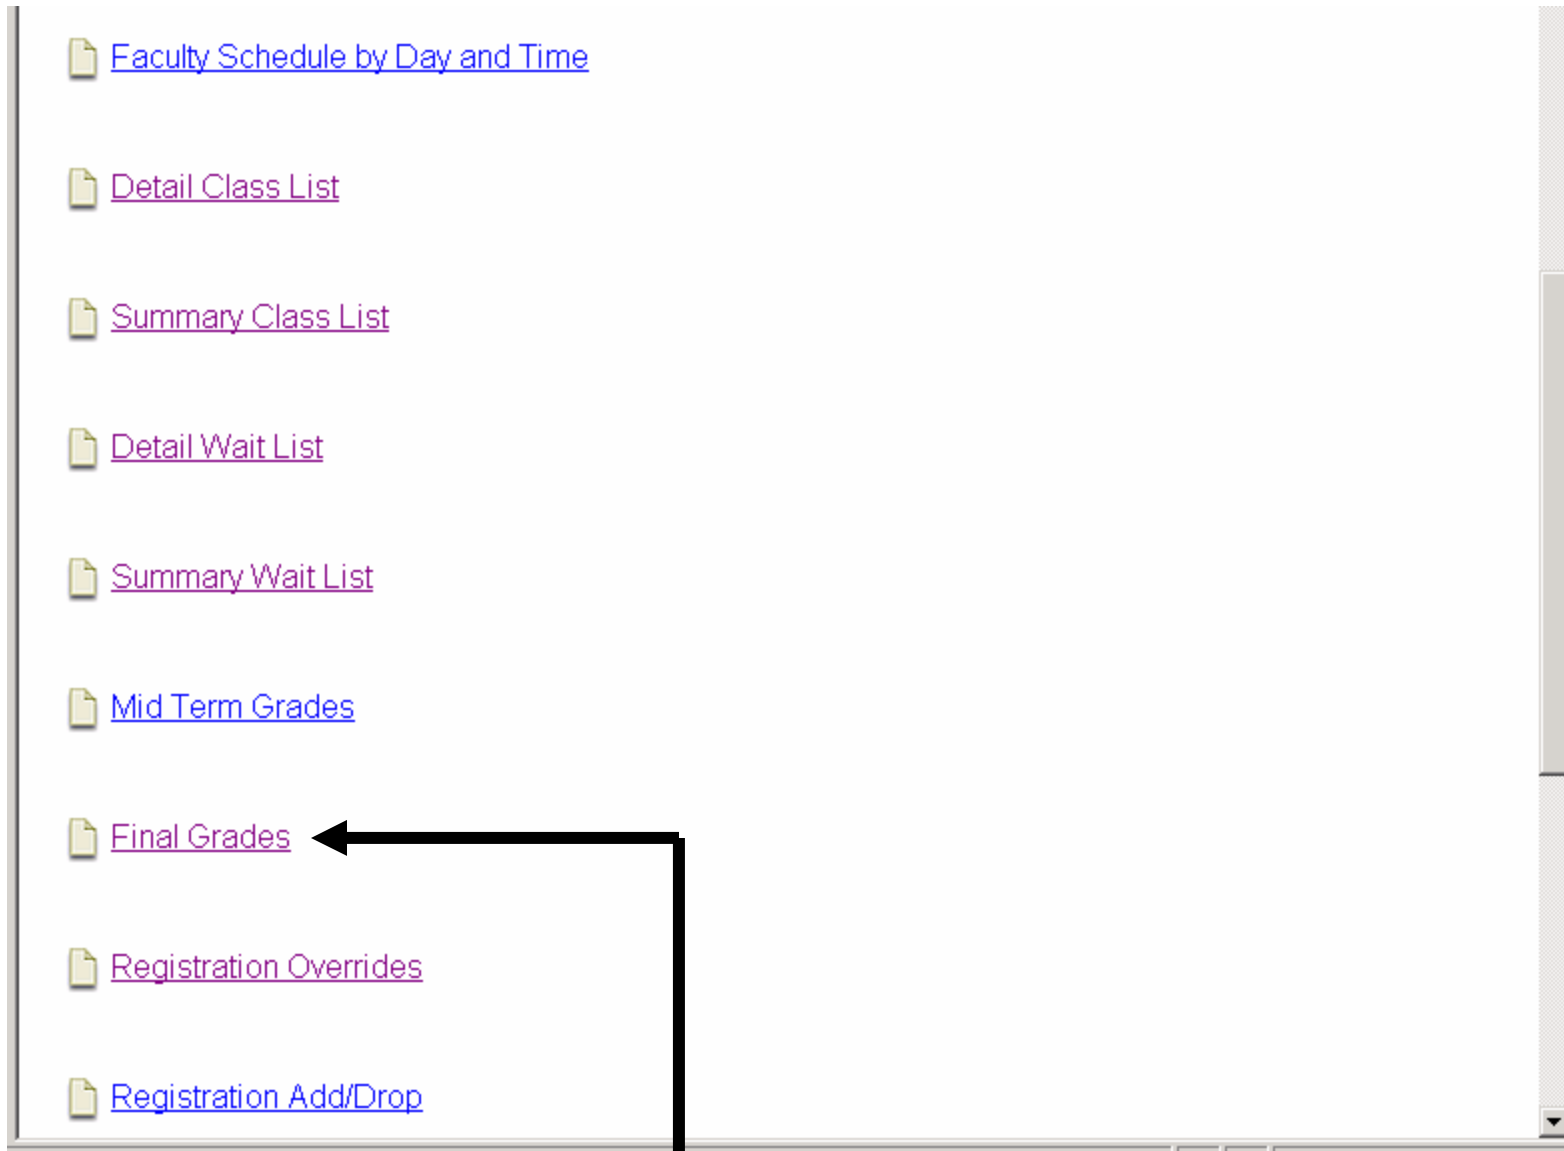 Faculty Schedule by Day and Time
Detail Class List
Summary Class List
Detail Wait List
Summary Wait List
Mid Term Grades
Final Grades
Registration Overrides
Registration Add/Drop